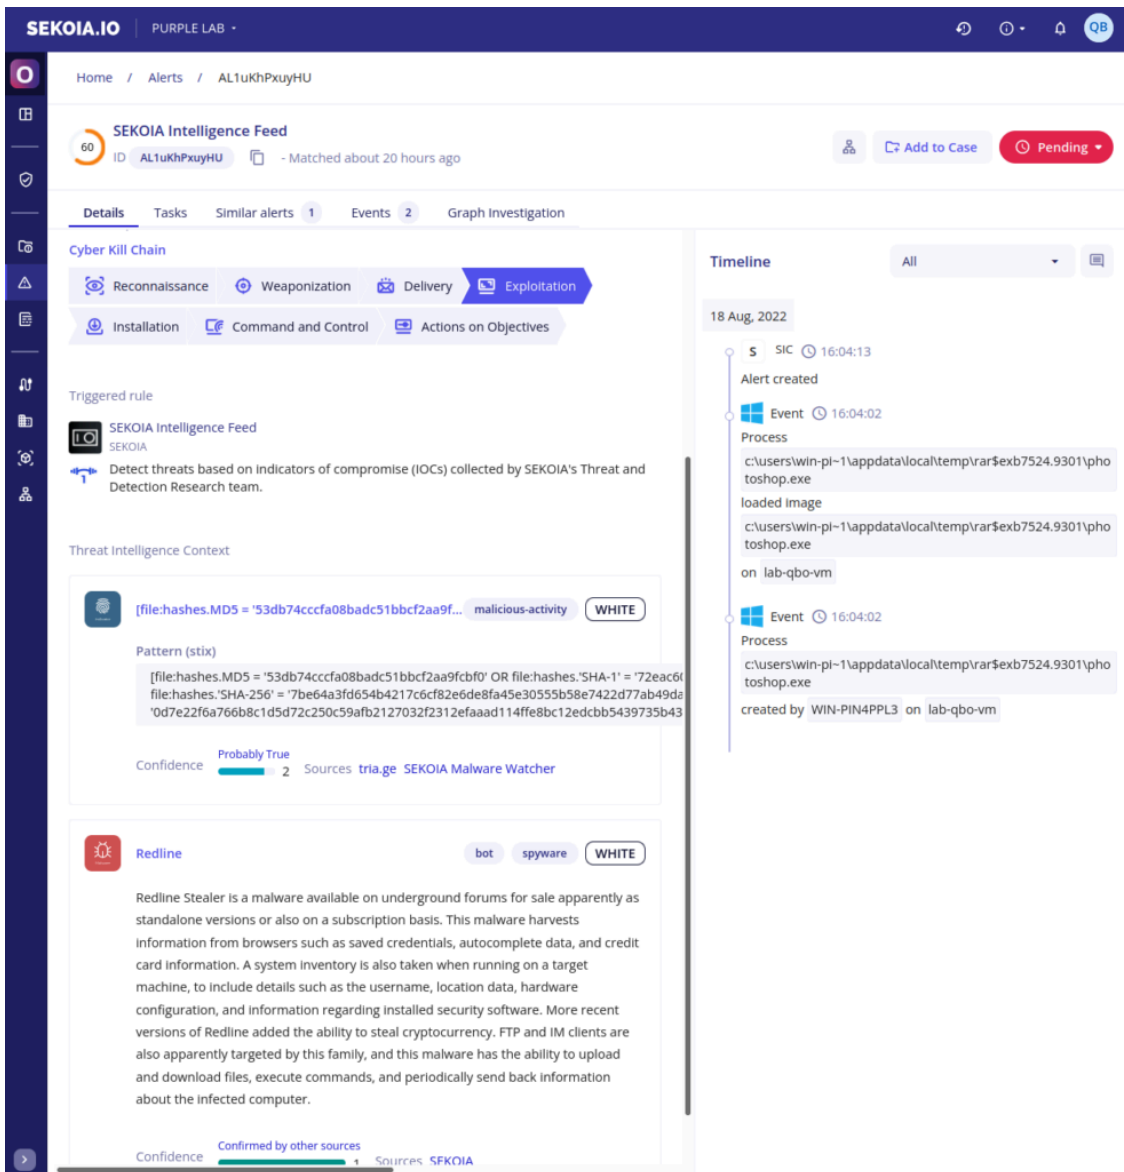 SEKOIA.IO
PURPLE LAB
QB
Home / Alerts / AL1uKhPxuyHU
60
SEKOIA Intelligence Feed
ID AL1uKhPxuyHU - Matched about 20 hours ago
Add to Case
Pending
Details Tasks Similar alerts 1 Events 2 Graph Investigation
Cyber Kill Chain
Reconnaissance Weaponization Delivery Exploitation
Installation Command and Control Actions on Objectives
Triggered rule
SEKOIA Intelligence Feed
SEKOIA
1
Detect threats based on indicators of compromise (IOCs) collected by SEKOIA's Threat and
Detection Research team.
Threat Intelligence Context
[file:hashes.MD5 = '53db74cccfa08badc51bbcf2aa9f... malicious-activity WHITE
Pattern (stix)
[file:hashes.MD5 = '53db74cccfa08badc51bbcf2aa9fcbf0' OR file:hashes.'SHA-1' = '72eac6
file:hashes.'SHA-256' = '7be64a3fd654b4217c6cf82e6de8fa45e30555b58e7422d77ab49da
'0d7e22f6a766b8c1d5d72c250c59afb2127032f2312efaaad114ffe8bc12edcbb5439735b43
Probably True
Confidence 2 Sources tria.ge SEKOIA Malware Watcher
Redline bot spyware WHITE
Redline Stealer is a malware available on underground forums for sale apparently as
standalone versions or also on a subscription basis. This malware harvests
information from browsers such as saved credentials, autocomplete data, and credit
card information. A system inventory is also taken when running on a target
machine, to include details such as the username, location data, hardware
configuration, and information regarding installed security software. More recent
versions of Redline added the ability to steal cryptocurrency. FTP and IM clients are
also apparently targeted by this family, and this malware has the ability to upload
and download files, execute commands, and periodically send back information
about the infected computer.
Confirmed by other sources
Confidence 1 Sources SEKOIA
Timeline
All
18 Aug, 2022
S SIC 16:04:13
Alert created
Event 16:04:02
Process
c:\users\win-pi~1\appdata\local\temp\rar$exb7524.9301\pho
toshop.exe
loaded image
c:\users\win-pi~1\appdata\local\temp\rar$exb7524.9301\pho
toshop.exe
on lab-qbo-vm
Event 16:04:02
Process
c:\users\win-pi~1\appdata\local\temp\rar$exb7524.9301\pho
toshop.exe
created by WIN-PIN4PPL3 on lab-qbo-vm